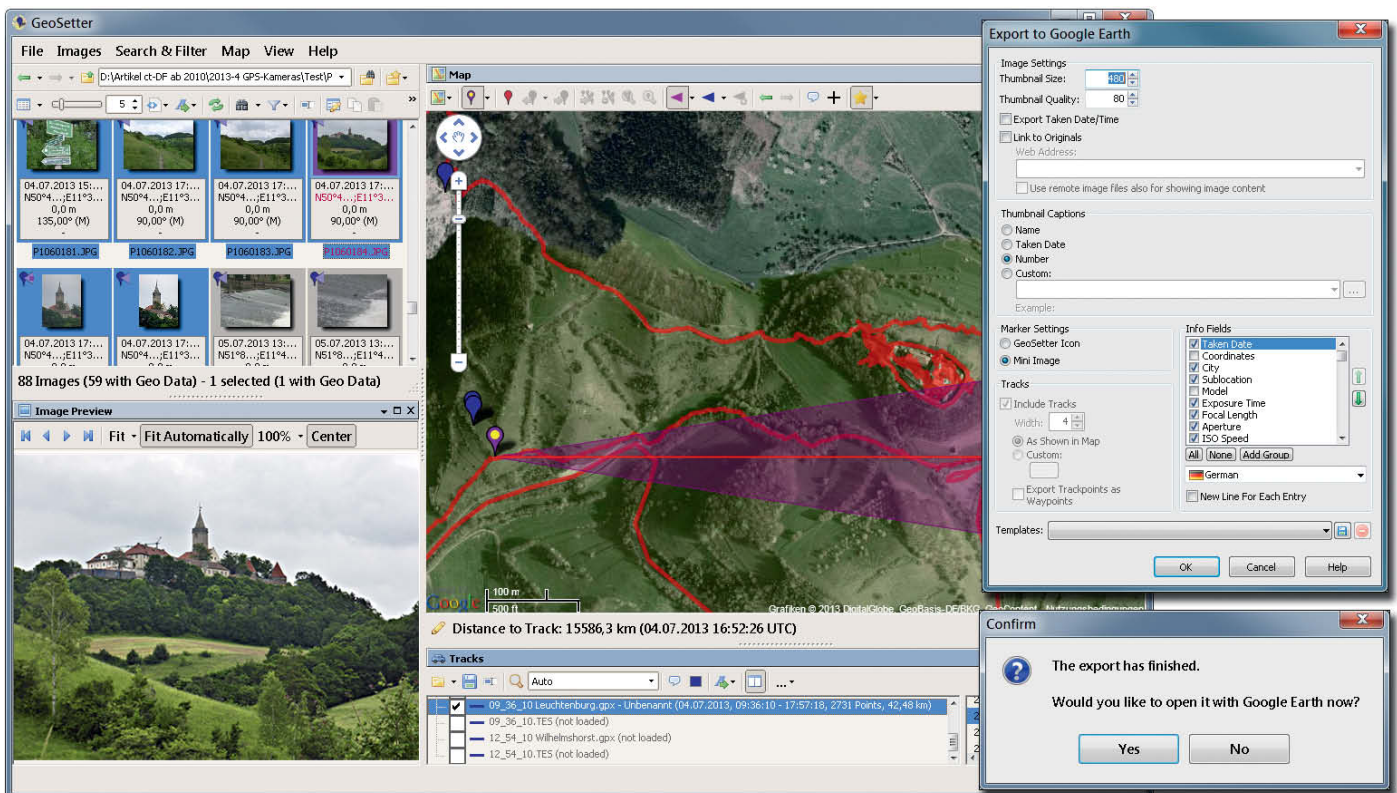 GeoSetter
File Images Search & Filter Map View Help
D:\Artikel ct-DF ab 2010\2013-4 GPS-Kameras\Test\P
5
»
04.07.2013 15:...
N50°4...;E11°3...
0,0 m
135,00° (M)
-
P1060181.JPG
04.07.2013 17:...
N50°4...;E11°3...
0,0 m
90,00° (M)
-
P1060182.JPG
04.07.2013 17:...
N50°4...;E11°3...
0,0 m
90,00° (M)
-
P1060183.JPG
04.07.2013 17:...
N50°4...;E11°3...
0,0 m
90,00° (M)
-
P1060184.JPG
04.07.2013 17:...
N50°4...;E11°3...
04.07.2013 17:...
N50°4...;E11°3...
05.07.2013 13:...
N51°8...;E11°4...
05.07.2013 13:...
N51°8...;E11°4...
88 Images (59 with Geo Data) - 1 selected (1 with Geo Data)
Image Preview
Fit Fit Automatically 100% Center
Map
100 m
500 ft
Google
Grafiken © 2013 DigitalGlobe, GeoBasis-DE/BKG, GeoContent - Nutzungsbedingungen
Distance to Track: 15586,3 km (04.07.2013 16:52:26 UTC)
Tracks
Auto
...
09_36_10 Leuchtenburg.gpx - Unbenannt (04.07.2013, 09:36:10 - 17:57:18, 2731 Points, 42,48 km)
09_36_10.TES (not loaded)
12_54_10 Wilhelmshorst.gpx (not loaded)
12_54_10.TES (not loaded)
Export to Google Earth
Image Settings
Thumbnail Size: 480
Thumbnail Quality: 80
Export Taken Date/Time
Link to Originals
Web Address:
Use remote image files also for showing image content
Thumbnail Captions
Name
Taken Date
Number
Custom:
...
Example:
Marker Settings
GeoSetter Icon
Mini Image
Tracks
Include Tracks
Width: 4
As Shown in Map
Custom:
Export Trackpoints as
Waypoints
Info Fields
Taken Date
Coordinates
City
Sublocation
Model
Exposure Time
Focal Length
Aperture
ISO Speed
All None Add Group
German
New Line For Each Entry
Templates:
OK Cancel Help
Confirm
The export has finished.
Would you like to open it with Google Earth now?
Yes No